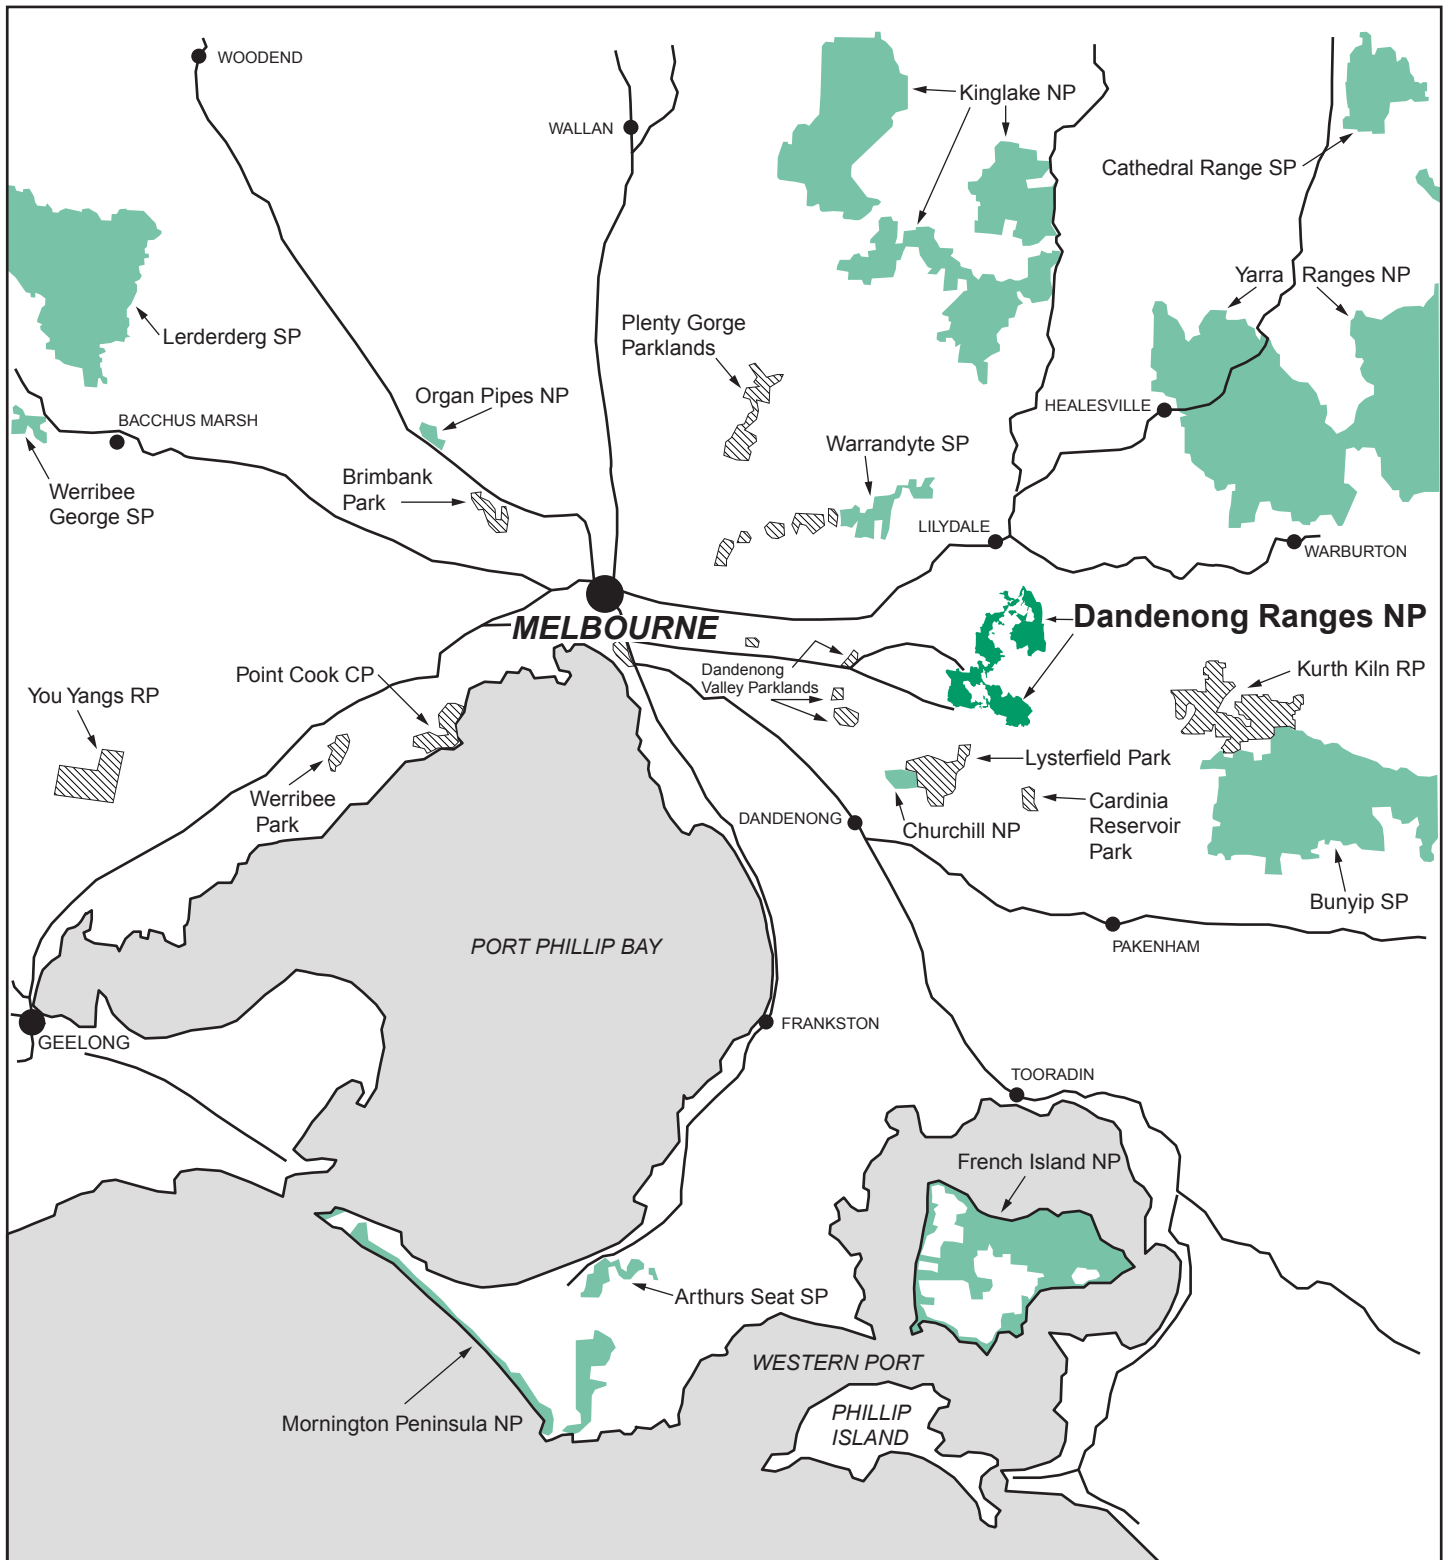 WOODEND
WALLAN
Kinglake NP
Cathedral Range SP
Yarra Ranges NP
Lerderderg SP
Plenty Gorge
Parklands
Organ Pipes NP
HEALESVILLE
BACCHUS MARSH
Warrandyte SP
Brimbank
Park
Werribee
George SP
LILYDALE
WARBURTON
MELBOURNE
Dandenong Ranges NP
Dandenong
Valley Parklands
Kurth Kiln RP
Point Cook CP
You Yangs RP
Lysterfield Park
Werribee
Park
DANDENONG
Churchill NP
Cardinia
Reservoir
Park
Bunyip SP
PORT PHILLIP BAY
PAKENHAM
FRANKSTON
GEELONG
TOORADIN
French Island NP
Arthurs Seat SP
WESTERN PORT
Mornington Peninsula NP
PHILLIP
ISLAND